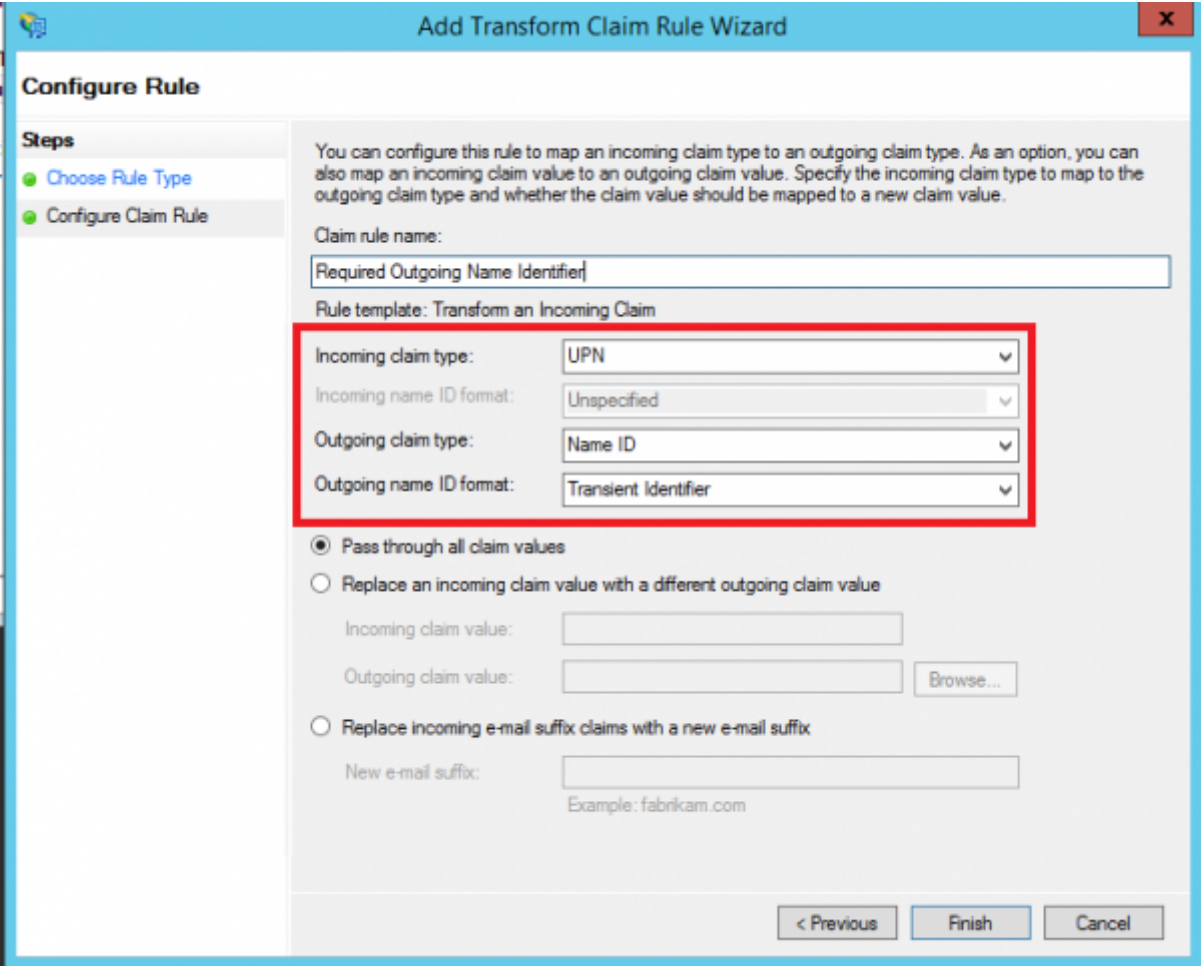 Add Transform Claim Rule Wizard
x
Configure Rule
Steps
Choose Rule Type
Configure Claim Rule
You can configure this rule to map an incoming claim type to an outgoing claim type. As an option, you can
also map an incoming claim value to an outgoing claim value. Specify the incoming claim type to map to the
outgoing claim type and whether the claim value should be mapped to a new claim value.
Claim rule name:
Required Outgoing Name Identifier
Rule template: Transform an Incoming Claim
Incoming claim type: UPN
Incoming name ID format: Unspecified
Outgoing claim type: Name ID
Outgoing name ID format: Transient Identifier
Pass through all claim values
Replace an incoming claim value with a different outgoing claim value
Incoming claim value:
Outgoing claim value: Browse...
Replace incoming e-mail suffix claims with a new e-mail suffix
New e-mail suffix:
Example: fabrikam.com
< Previous Finish Cancel